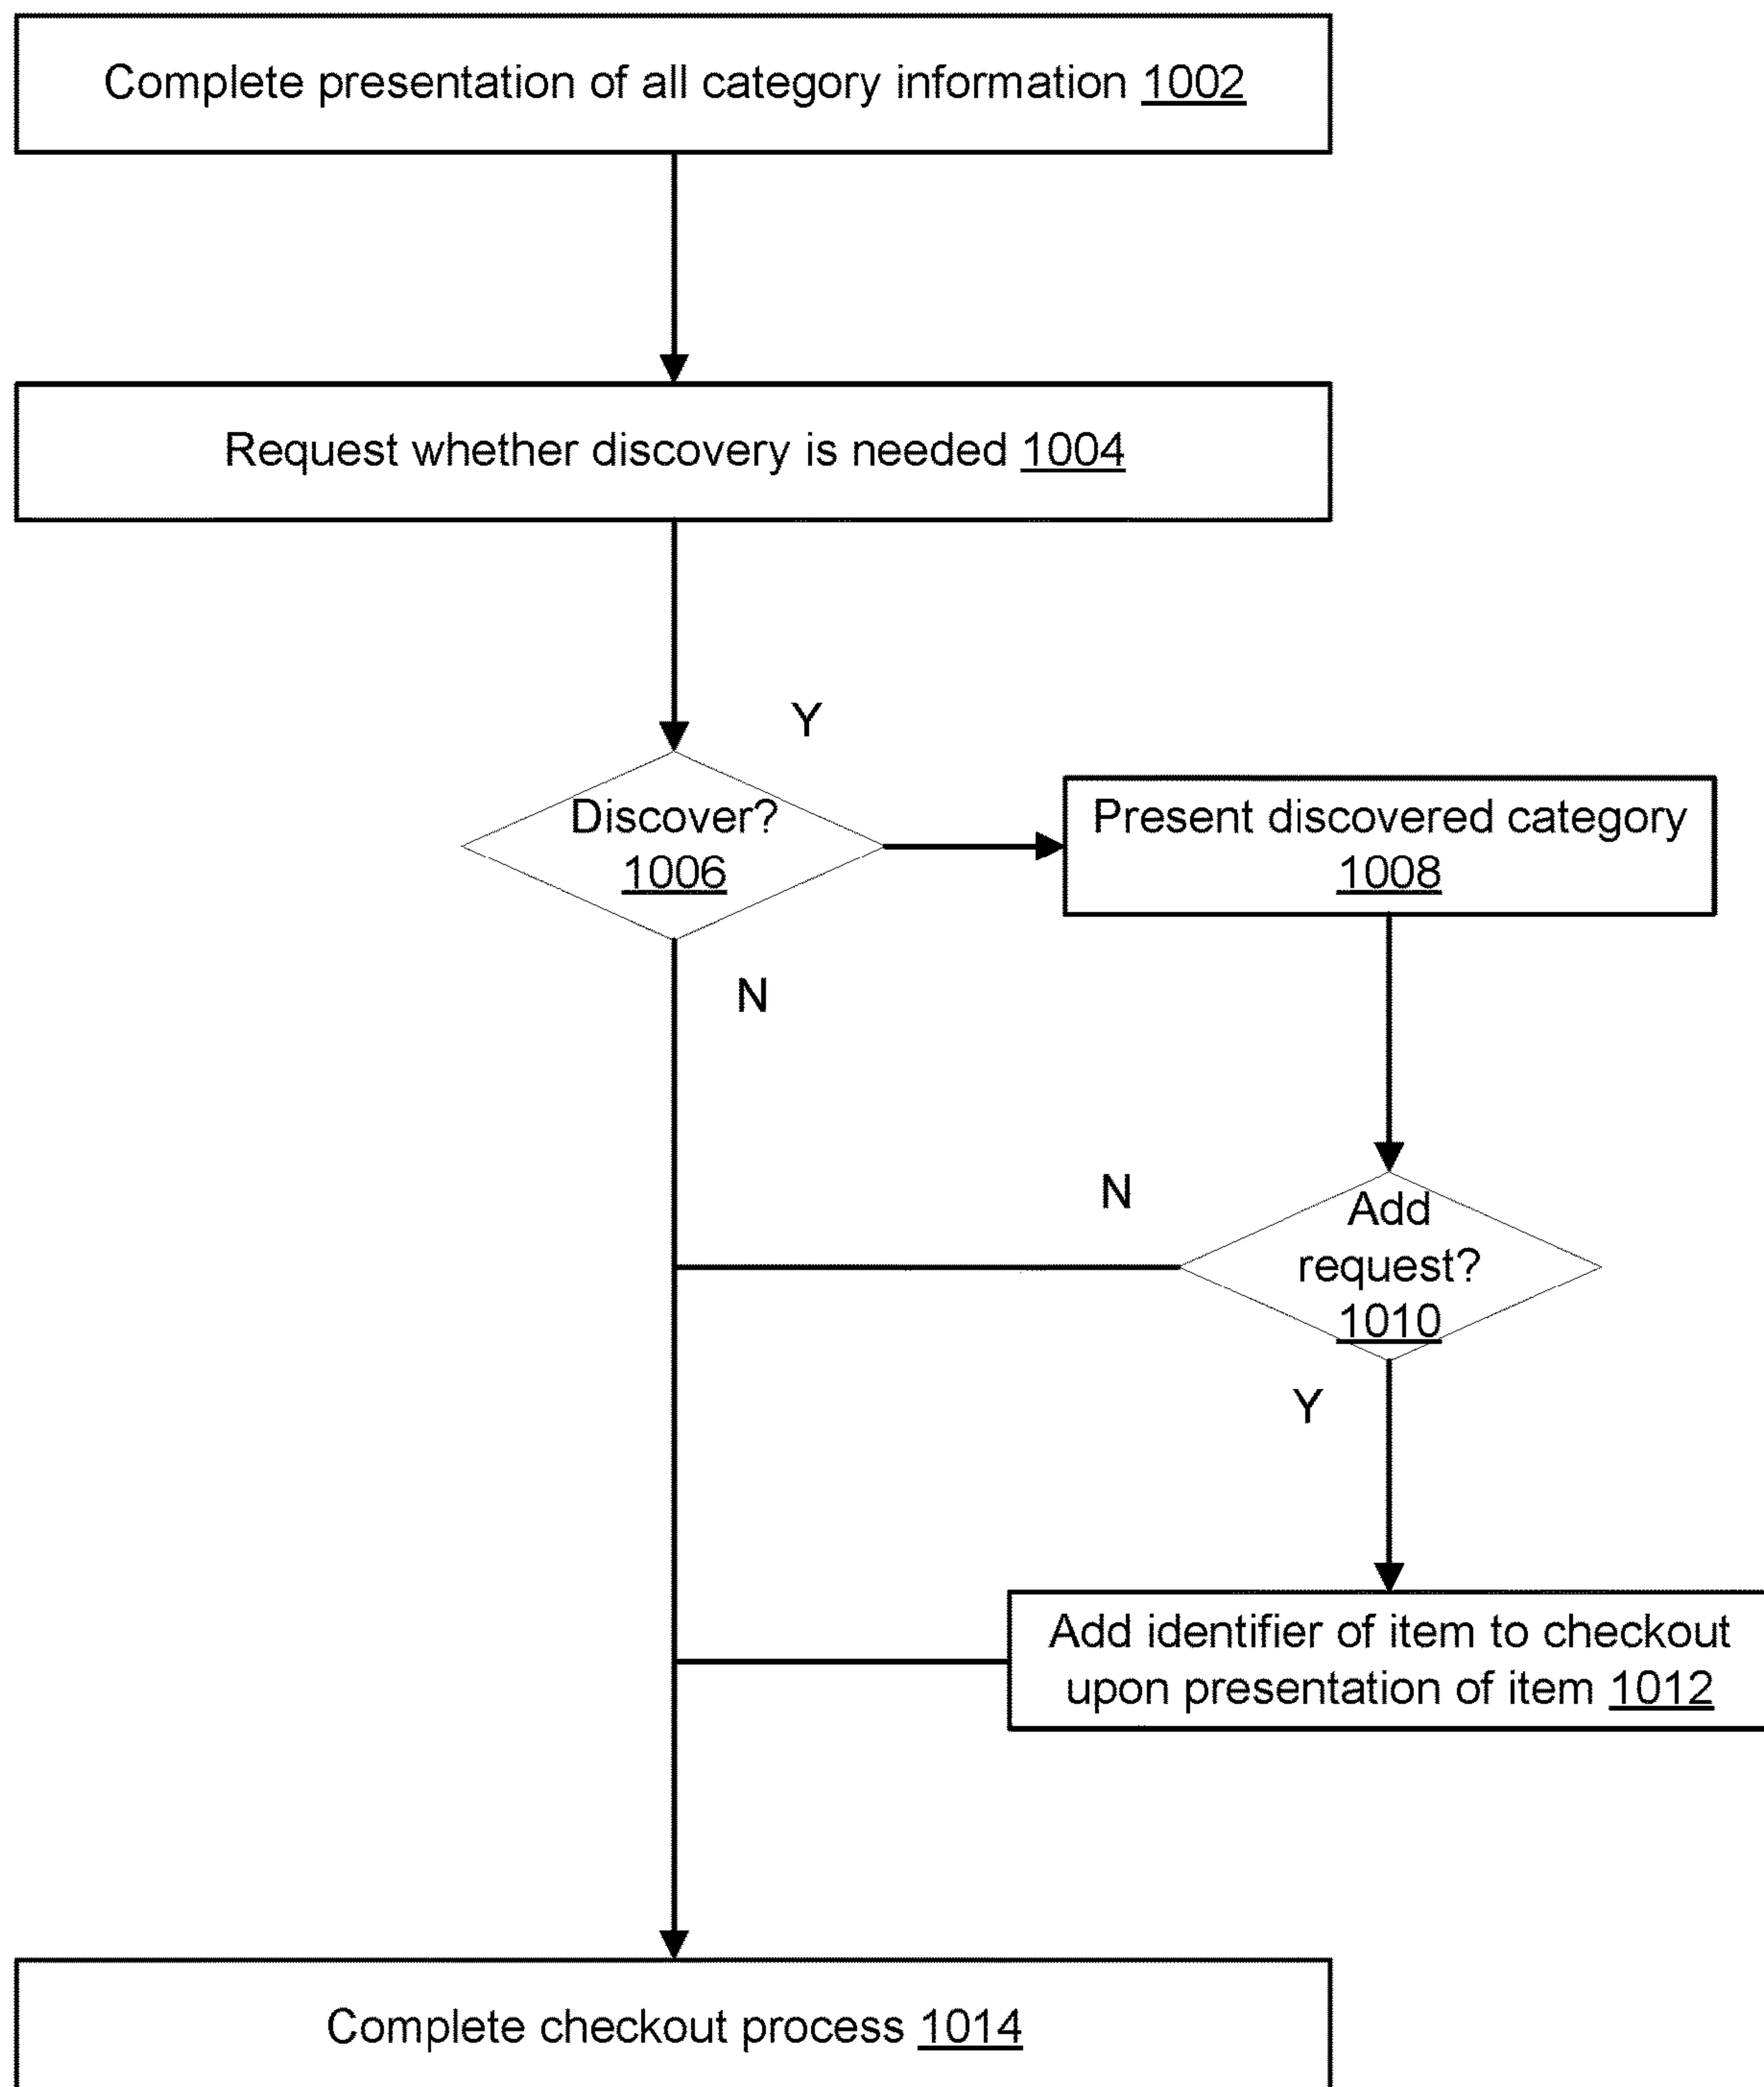 Complete presentation of all category information 1002
Request whether discovery is needed 1004
Y
Discover?
1006
Present discovered category
1008
N
N
Add
request?
1010
Y
Add identifier of item to checkout
upon presentation of item 1012
Complete checkout process 1014